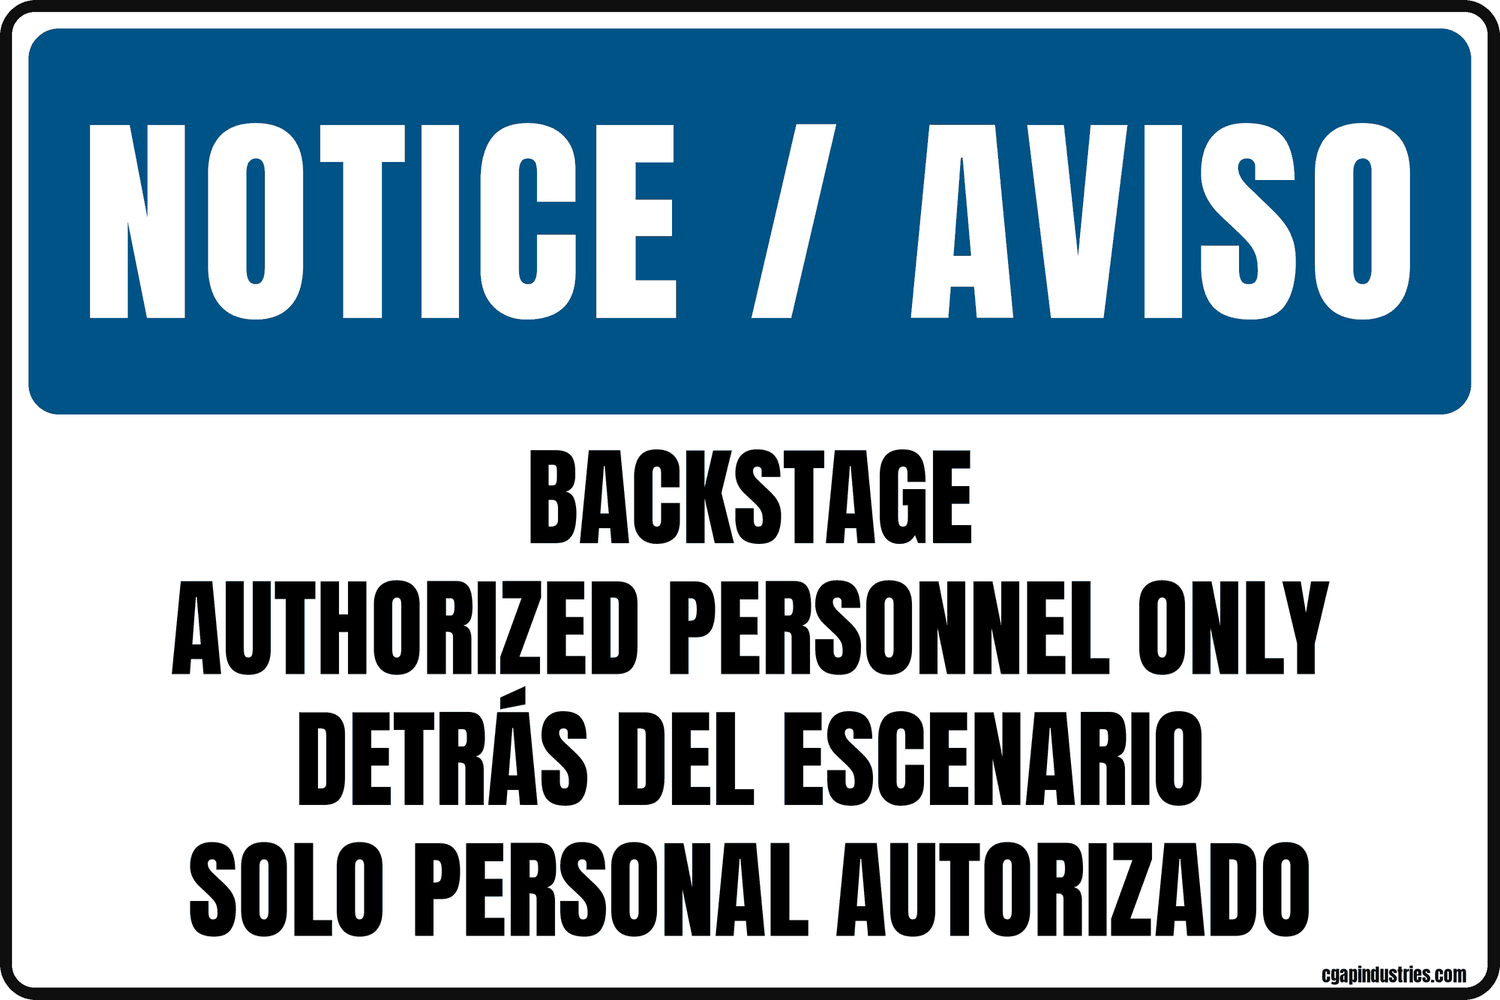 NOTICE / AVISO
BACKSTAGE
AUTHORIZED PERSONNEL ONLY
DETRÁS DEL ESCENARIO
SOLO PERSONAL AUTORIZADO
cgapindustries.com